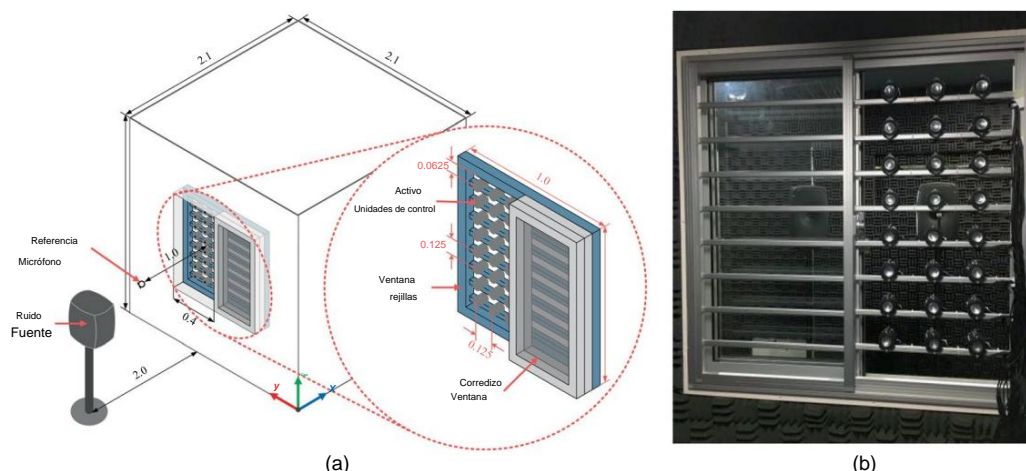 2.1
2.1
1.0
0.0625
Activo
Unidades de control
0.125
Ventana
rejillas
0.125
Corredizo
Ventana
Referencia
Micrófono
1.0
Ruido
Fuente
0.4
2.0
y
x
(a)
(b)